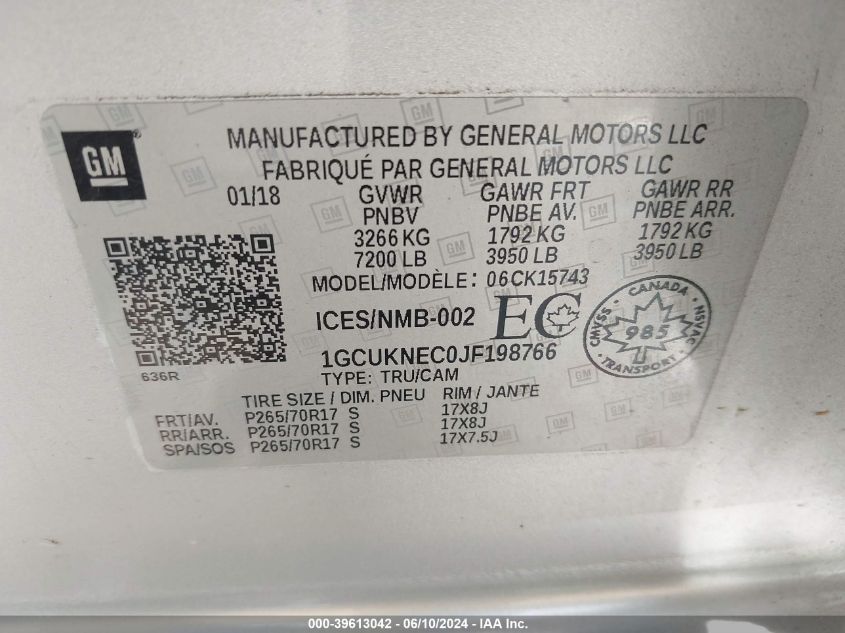 GM
MANUFACTURED BY GENERAL MOTORS LLC
FABRIQUÉ PAR GENERAL MOTORS LLC
01/18 GVWR GAWR FRT GAWR RR
PNBV PNBE AV. PNBE ARR.
3266 KG 1792 KG 1792 KG
7200 LB 3950 LB 3950 LB
MODEL/MODÈLE: 06CK15743
ICES/NMB-002 EC
CANADA
CMVSS 985 NSVAC
TRANSPORT
1GCUKNEC0JF198766
636R TYPE: TRU/CAM
TIRE SIZE / DIM. PNEU RIM / JANTE
FRT/AV. P265/70R17 S 17X8J
RR/ARR. P265/70R17 S 17X8J
SPA/SOS P265/70R17 S 17X7.5J
000-39613042 - 06/10/2024 - IAA Inc.